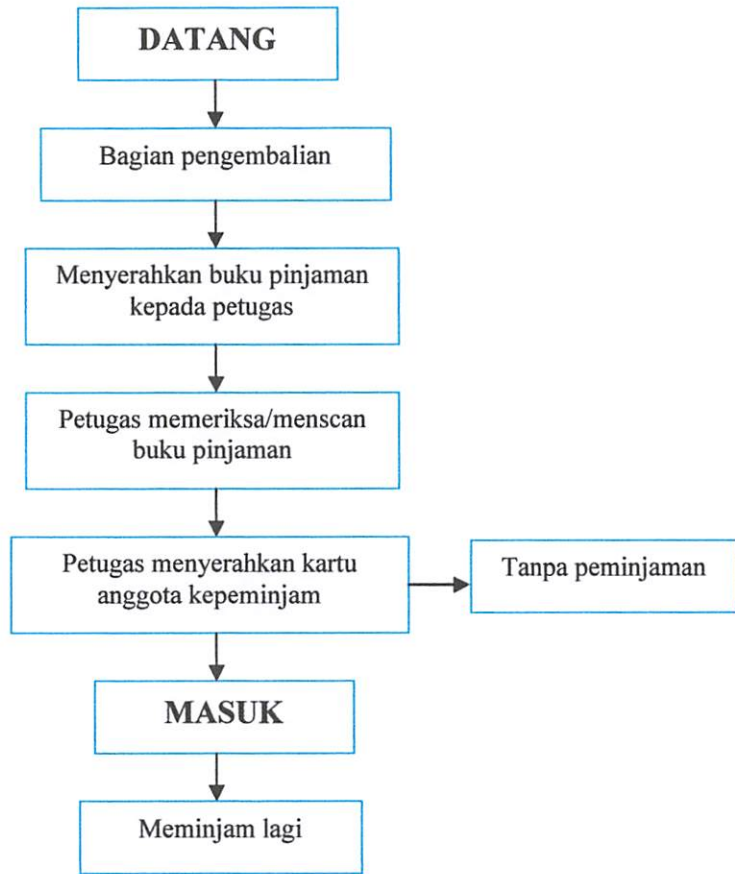 DATANG
Bagian pengembalian
Menyerahkan buku pinjaman
kepada petugas
Petugas memeriksa/menscan
buku pinjaman
Petugas menyerahkan kartu
anggota kepeminjam
Tanpa peminjaman
MASUK
Meminjam lagi